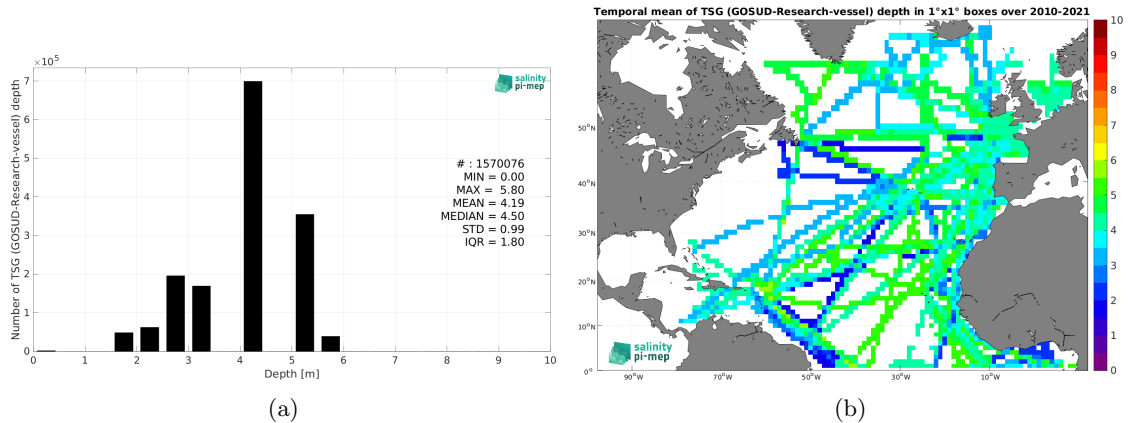 Temporal mean of TSG (GOSUD-Research-vessel) depth in 1°x1° boxes over 2010-2021
×10⁵
7
6
5
4
3
2
1
0
Number of TSG (GOSUD-Research-vessel) depth
salinity
pi-mep
# : 1570076
MIN = 0.00
MAX = 5.80
MEAN = 4.19
MEDIAN = 4.50
STD = 0.99
IQR = 1.80
0 1 2 3 4 5 6 7 8 9 10
Depth [m]
(a)
50°N
40°N
30°N
20°N
10°N
0°
90°W 70°W 50°W 30°W 10°W
salinity
pi-mep
10
9
8
7
6
5
4
3
2
1
0
(b)